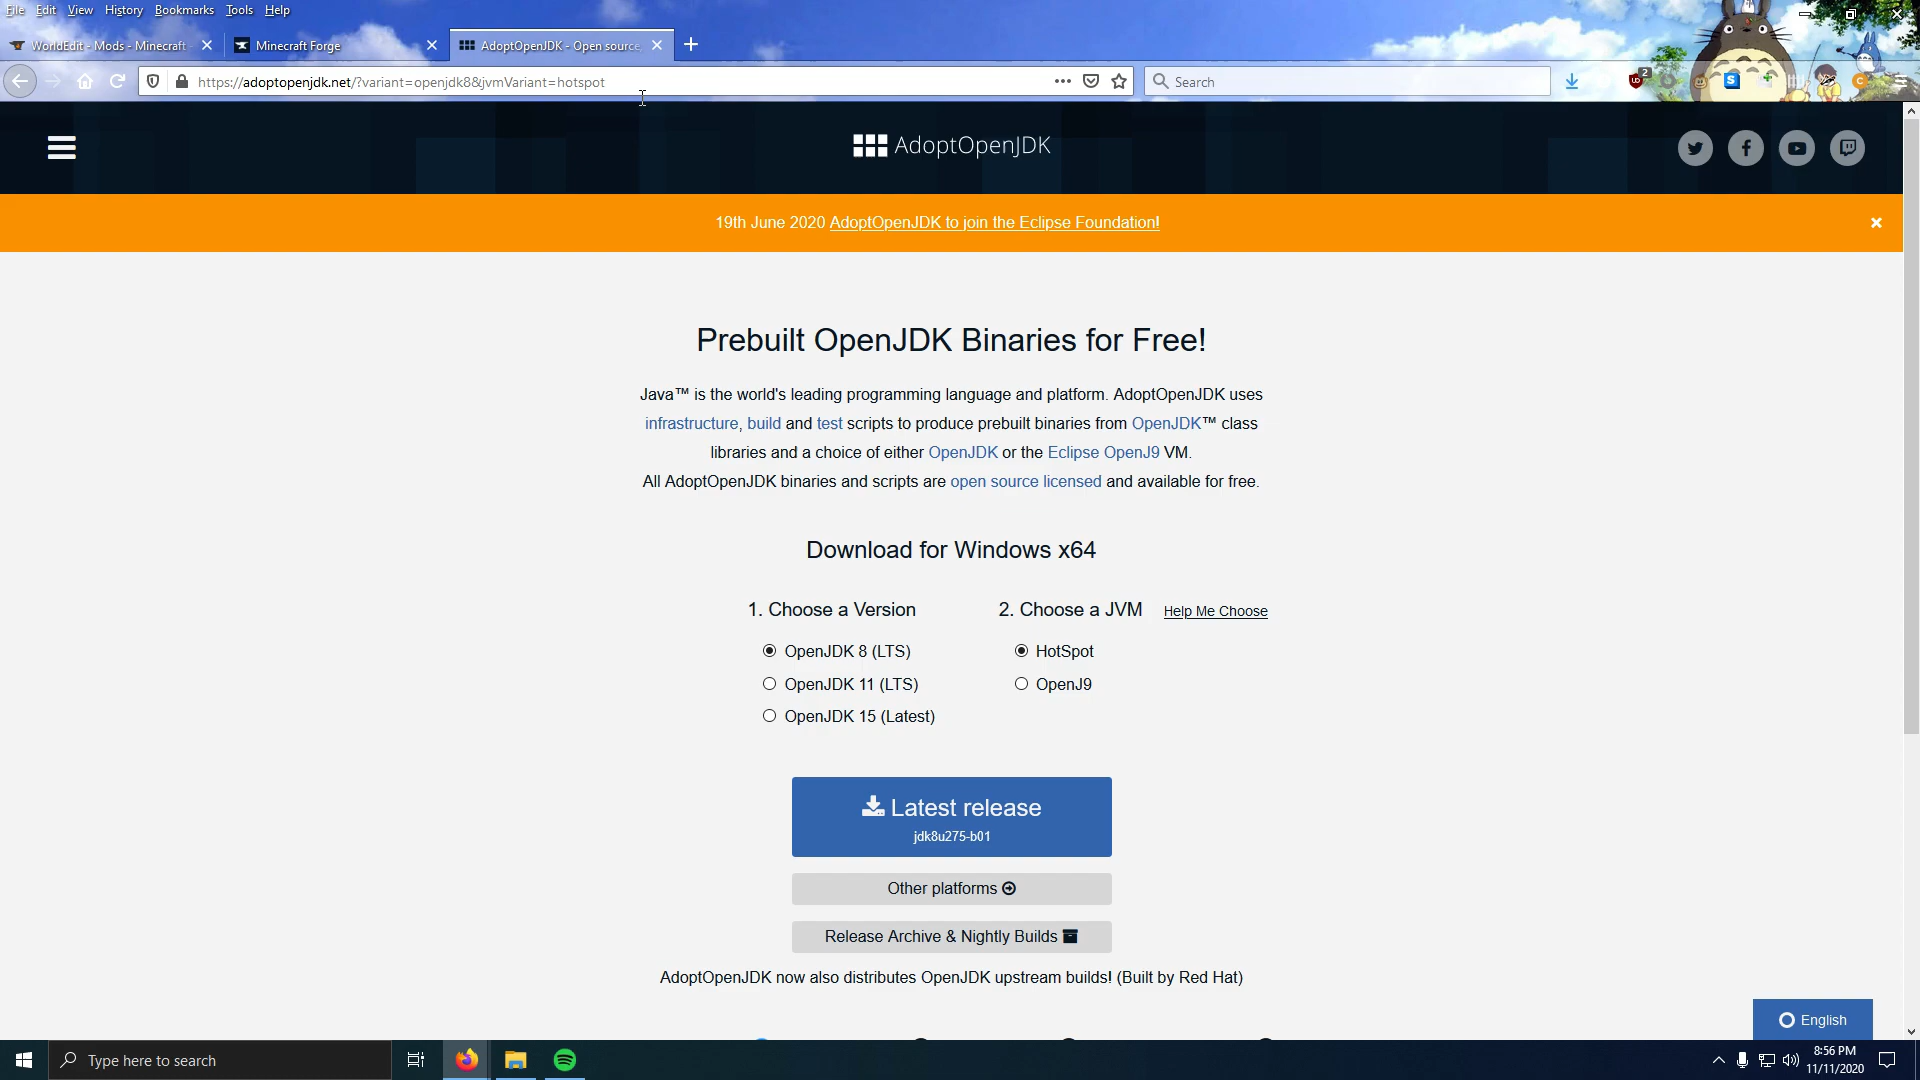 File Edit View History Bookmarks Tools Help
WorldEdit - Mods - Minecraft
Minecraft Forge
AdoptOpenJDK - Open source
https://adoptopenjdk.net/?variant=openjdk8&jvmVariant=hotspot
Search
2
AdoptOpenJDK
19th June 2020 AdoptOpenJDK to join the Eclipse Foundation!
Prebuilt OpenJDK Binaries for Free!
Java™ is the world's leading programming language and platform. AdoptOpenJDK uses
infrastructure, build and test scripts to produce prebuilt binaries from OpenJDK™ class
libraries and a choice of either OpenJDK or the Eclipse OpenJ9 VM.
All AdoptOpenJDK binaries and scripts are open source licensed and available for free.
Download for Windows x64
1. Choose a Version
2. Choose a JVM Help Me Choose
OpenJDK 8 (LTS)
HotSpot
OpenJDK 11 (LTS)
OpenJ9
OpenJDK 15 (Latest)
Latest release
jdk8u275-b01
Other platforms
Release Archive & Nightly Builds
AdoptOpenJDK now also distributes OpenJDK upstream builds! (Built by Red Hat)
English
Type here to search
8:56 PM
11/11/2020